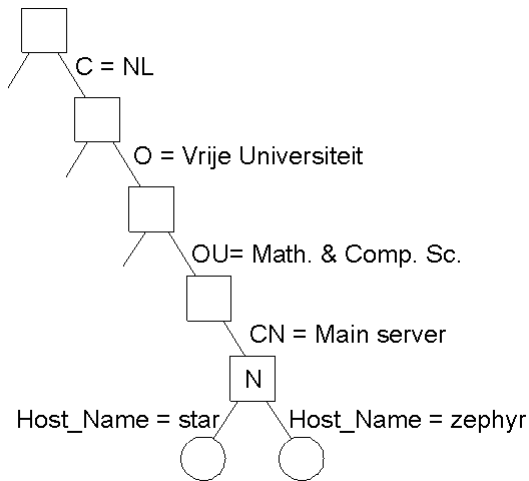 C = NL
O = Vrije Universiteit
OU= Math. & Comp. Sc.
CN = Main server
N
Host_Name = star
Host_Name = zephyr